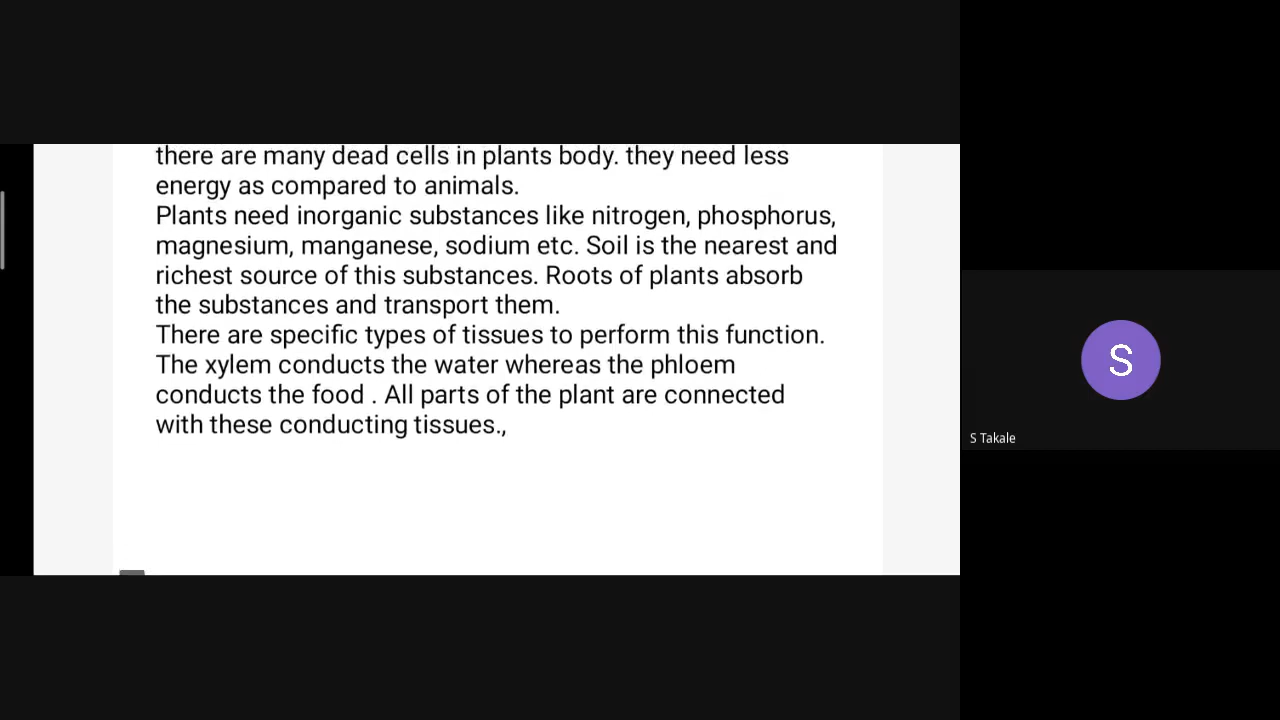 there are many dead cells in plants body. they need less
energy as compared to animals.
Plants need inorganic substances like nitrogen, phosphorus,
magnesium, manganese, sodium etc. Soil is the nearest and
richest source of this substances. Roots of plants absorb
the substances and transport them.
There are specific types of tissues to perform this function.
The xylem conducts the water whereas the phloem
conducts the food . All parts of the plant are connected
with these conducting tissues.,
S
S Takale